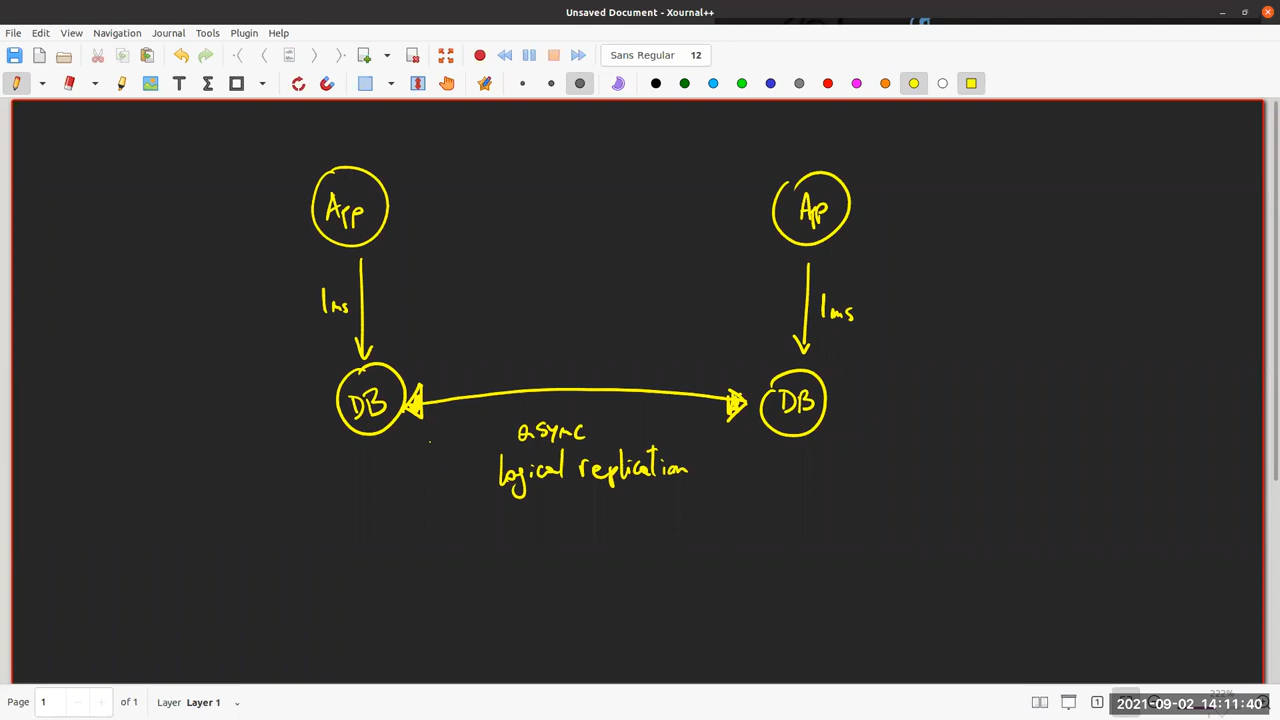 Unsaved Document - Xournal++
File Edit View Navigation Journal Tools Plugin Help
Sans Regular 12
App App
1ms 1ms
DB DB
async
logical replication
Page 1 of 1 Layer Layer 1
2021-09-02 14:11:40